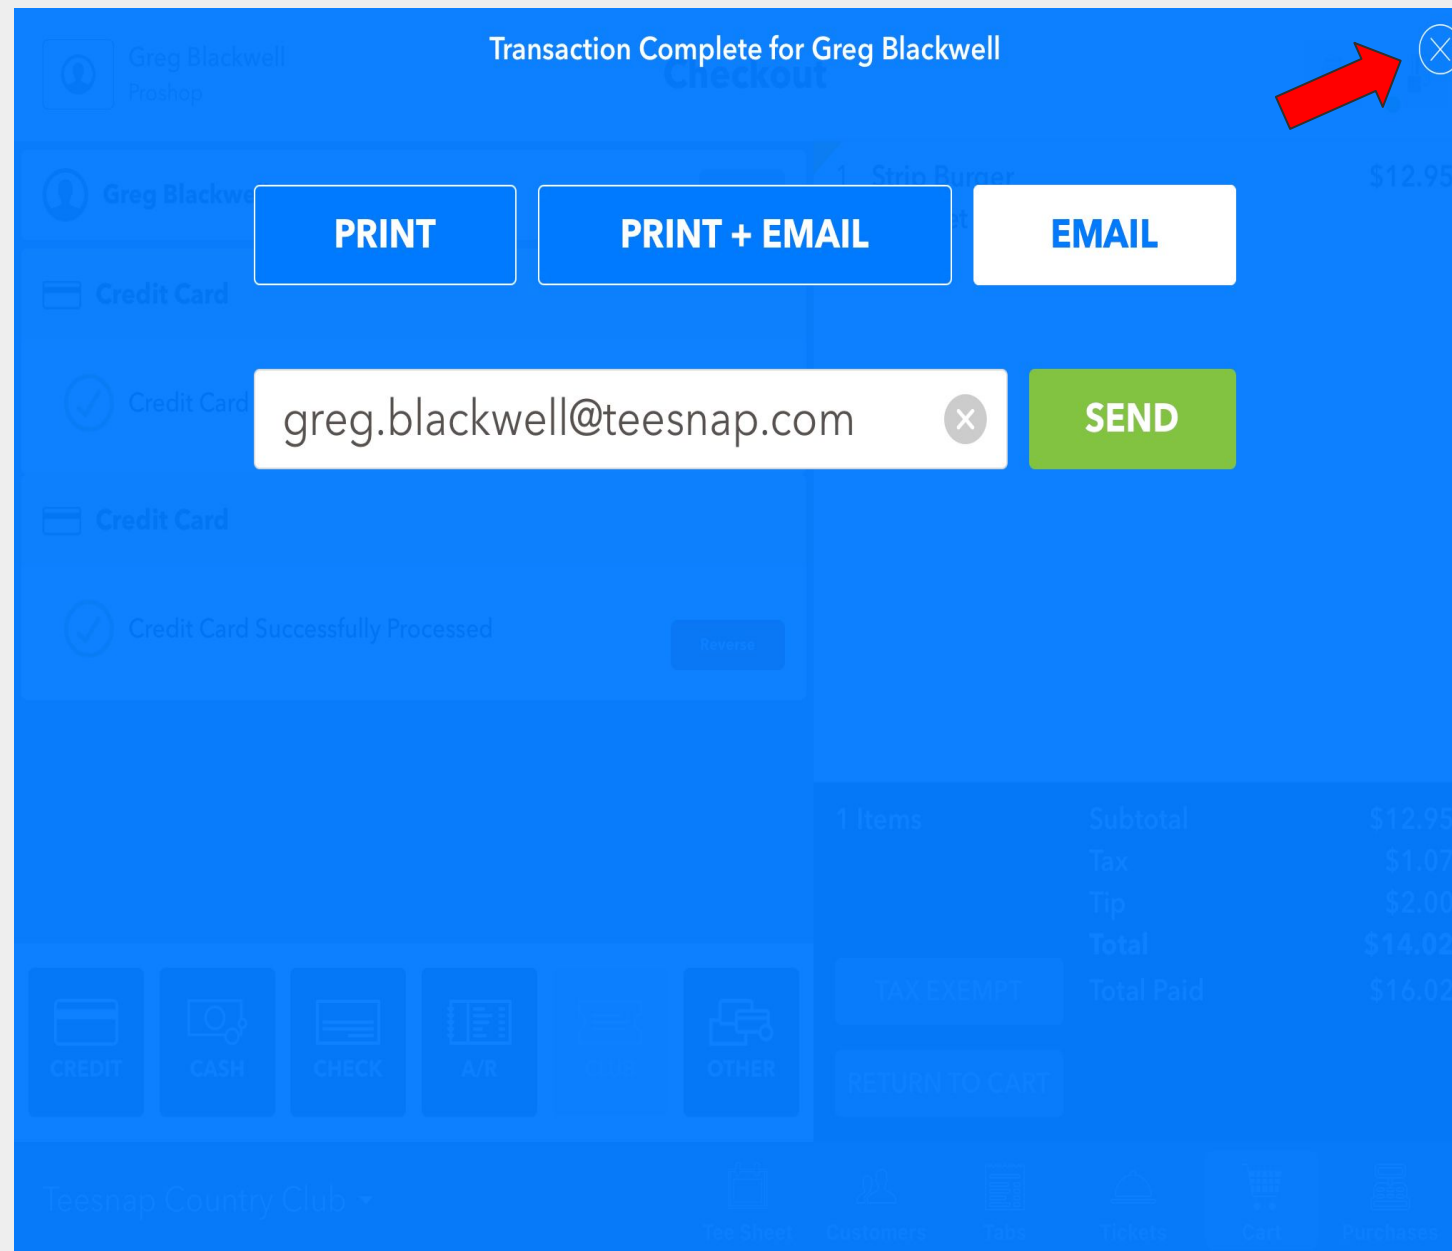 Transaction Complete for Greg Blackwell
Greg Blackwell
Proshop
Checkout
Greg Blackwe
1 Strip Burger $12.95
PRINT
PRINT + EMAIL
EMAIL
Credit Card
Credit Card
greg.blackwell@teesnap.com
SEND
Credit Card
Credit Card Successfully Processed
Reverse
1 Items
Subtotal $12.95
Tax $1.07
Tip $2.00
Total $14.02
Total Paid $16.02
TAX EXEMPT
RETURN TO CART
CREDIT
CASH
CHECK
A/R
OTHER
Teesnap Country Club
Tee Sheet
Customers
Tabs
Tickets
Cart
Purchases